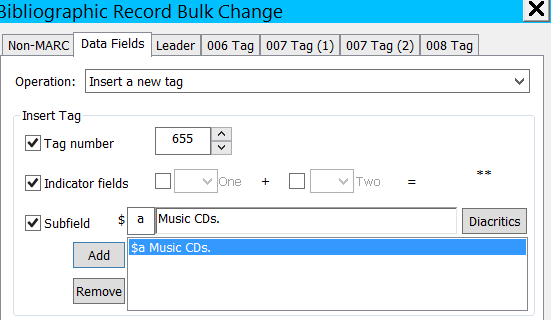 Bibliographic Record Bulk Change
Non-MARC Data Fields Leader 006 Tag 007 Tag (1) 007 Tag (2) 008 Tag
Operation: Insert a new tag
Insert Tag
Tag number 655
Indicator fields One + Two = **
Subfield $ a Music CDs. Diacritics
Add $a Music CDs.
Remove